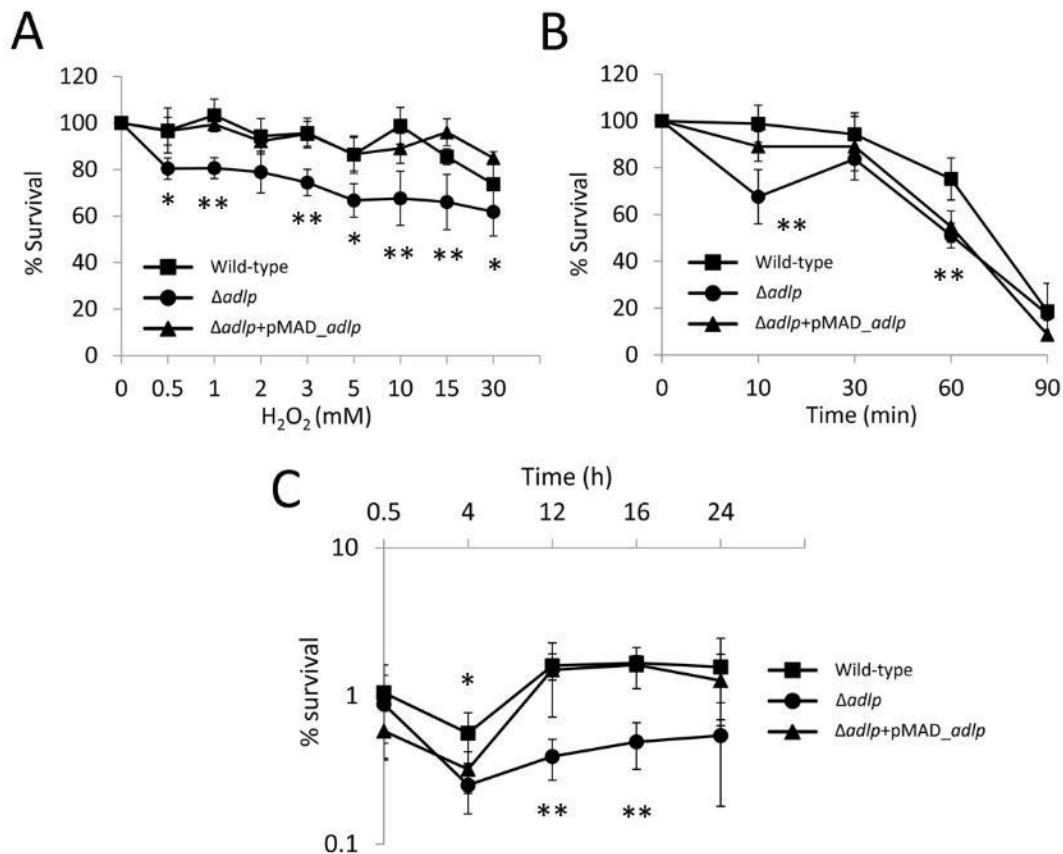 A
120
100
80
60
40
20
0
% Survival
* ** ** * ** ** *
Wild-type
Δadlp
Δadlp+pMAD_adlp
0 0.5 1 2 3 5 10 15 30
H₂O₂ (mM)
B
120
100
80
60
40
20
0
% Survival
** **
Wild-type
Δadlp
Δadlp+pMAD_adlp
0 10 30 60 90
Time (min)
C
Time (h)
0.5 4 12 16 24
10
1
0.1
% survival
*
** **
Wild-type
Δadlp
Δadlp+pMAD_adlp